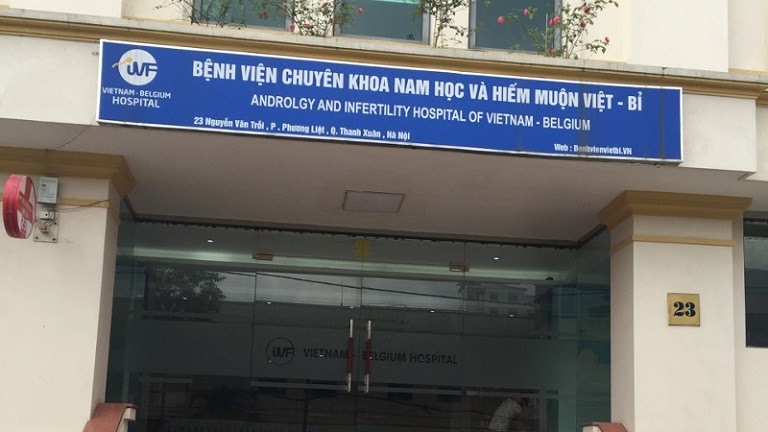 IVF
VIETNAM - BELGIUM
HOSPITAL
BỆNH VIỆN CHUYÊN KHOA NAM HỌC VÀ HIẾM MUỘN VIỆT - BỈ
ANDROLGY AND INFERTILITY HOSPITAL OF VIETNAM - BELGIUM
23 Nguyễn Văn Trỗi , P . Phương Liệt , Q. Thanh Xuân , Hà Nội
Web : Benhvienvietbi.VN
23
IVF VIETNAM - BELGIUM HOSPITAL